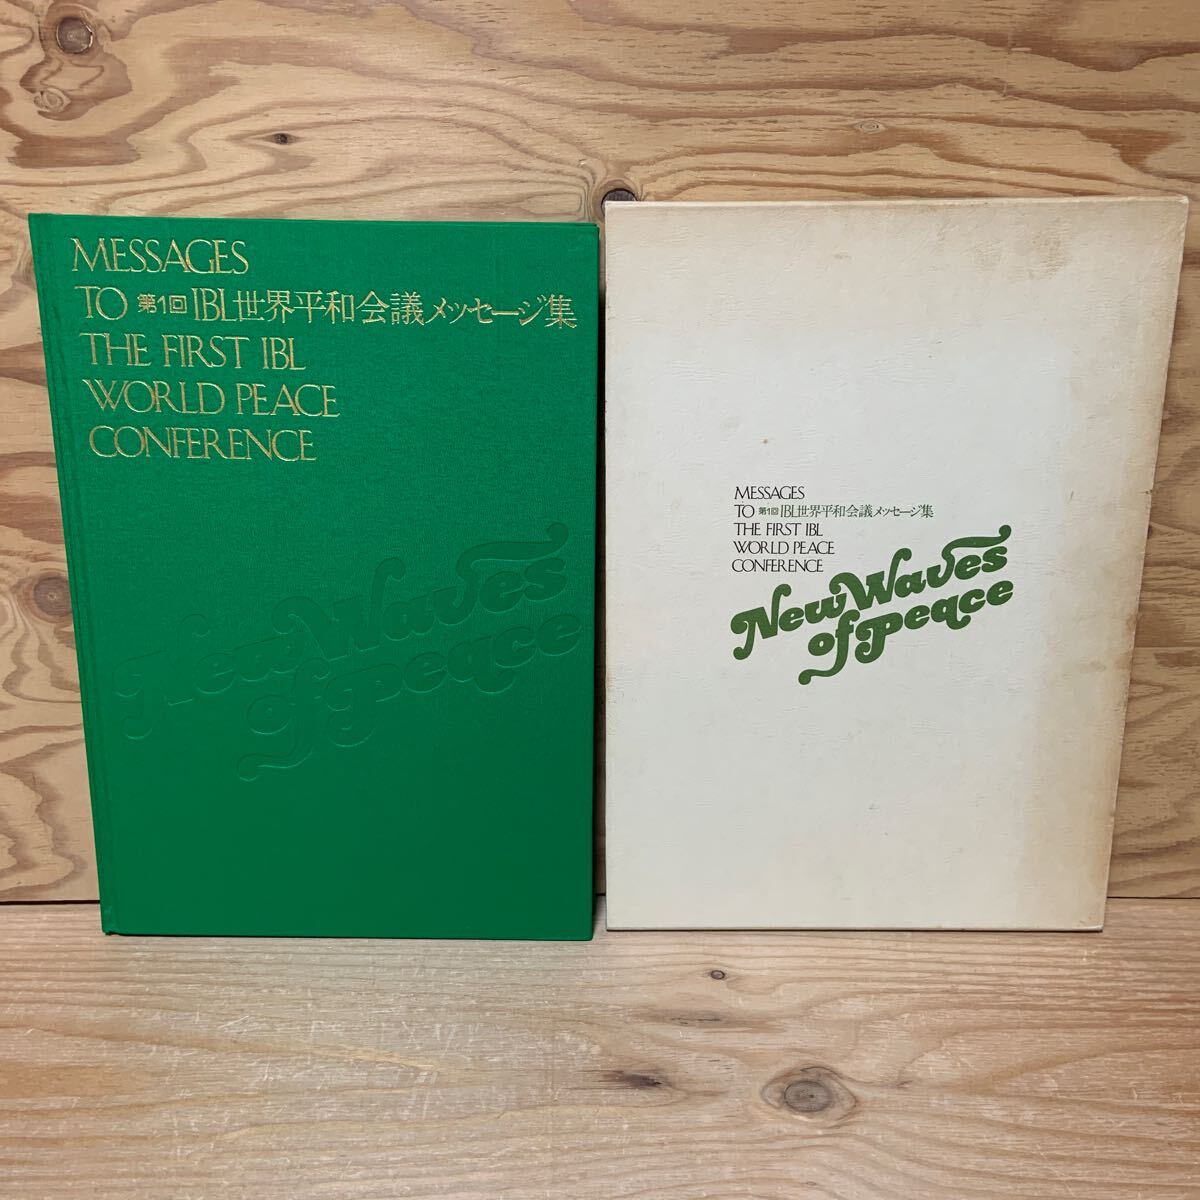 MESSAGES
TO 第1回 IBL世界平和会議メッセージ集
THE FIRST IBL
WORLD PEACE
CONFERENCE
New Waves
of Peace
MESSAGES
TO 第1回 IBL世界平和会議メッセージ集
THE FIRST IBL
WORLD PEACE
CONFERENCE
New Waves
of Peace